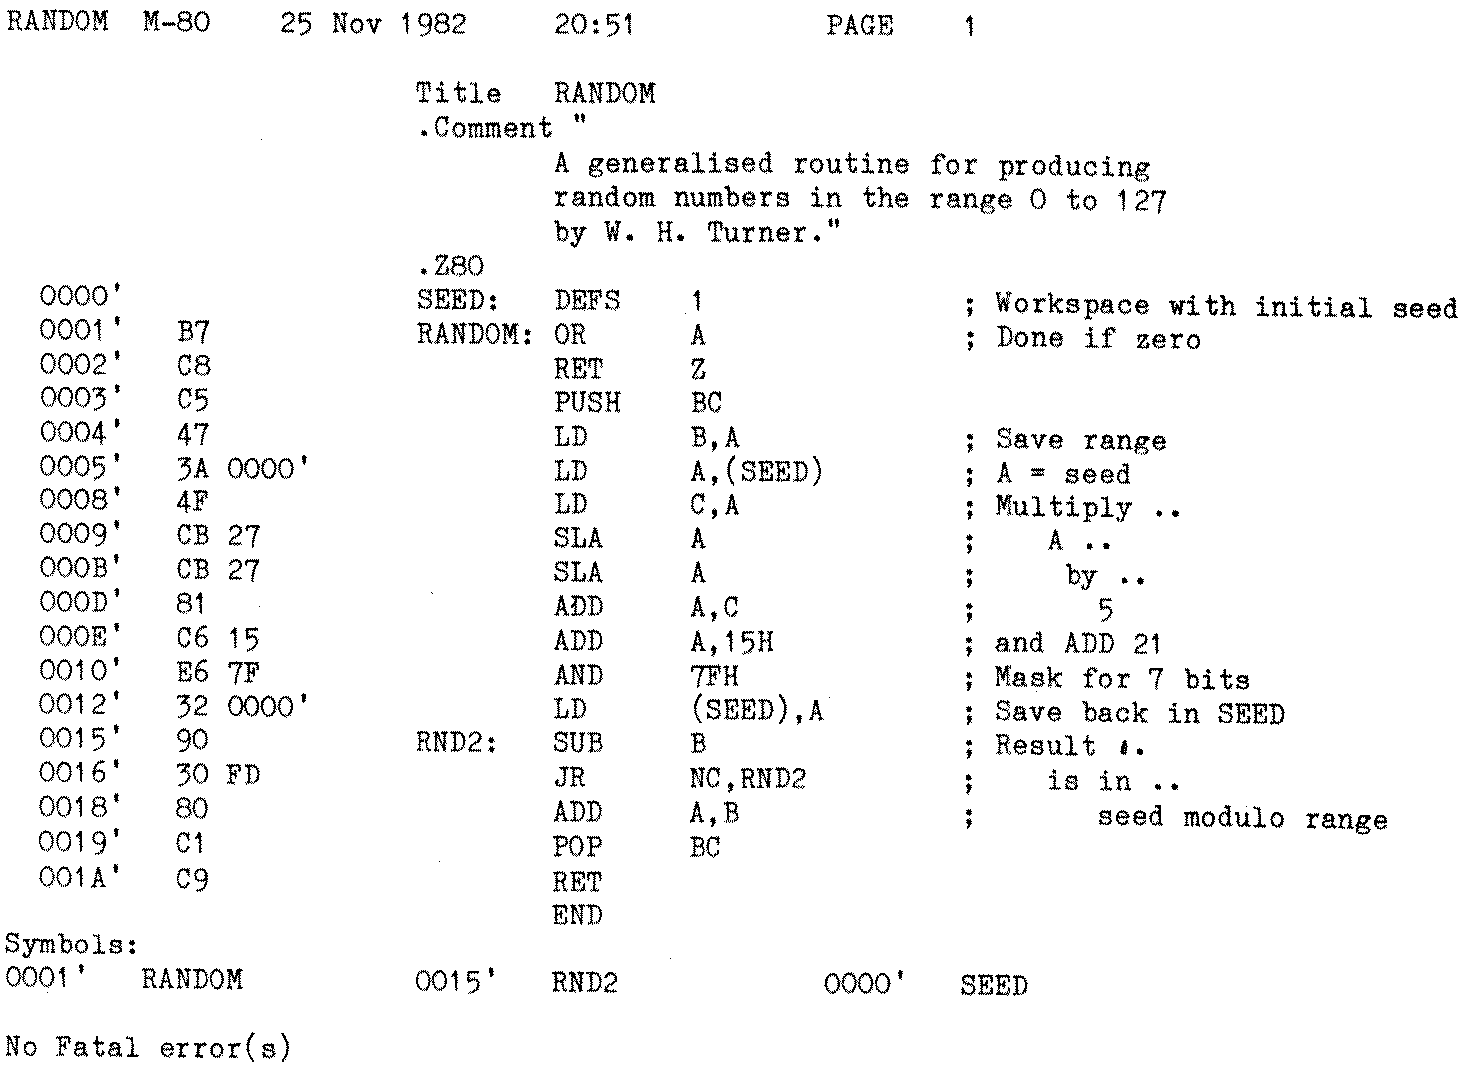 RANDOM M-80 25 Nov 1982 20:51 PAGE 1
Title RANDOM
.Comment "
A generalised routine for producing
random numbers in the range 0 to 127
by W. H. Turner."
.Z80
0000' SEED: DEFS 1 ; Workspace with initial seed
0001' B7 RANDOM: OR A ; Done if zero
0002' C8 RET Z
0003' C5 PUSH BC
0004' 47 LD B,A ; Save range
0005' 3A 0000' LD A,(SEED) ; A = seed
0008' 4F LD C,A ; Multiply ..
0009' CB 27 SLA A ; A ..
000B' CB 27 SLA A ; by ..
000D' 81 ADD A,C ; 5
000E' C6 15 ADD A,15H ; and ADD 21
0010' E6 7F AND 7FH ; Mask for 7 bits
0012' 32 0000' LD (SEED),A ; Save back in SEED
0015' 90 RND2: SUB B ; Result ..
0016' 30 FD JR NC,RND2 ; is in ..
0018' 80 ADD A,B ; seed modulo range
0019' C1 POP BC
001A' C9 RET
END
Symbols:
0001' RANDOM 0015' RND2 0000' SEED
No Fatal error(s)